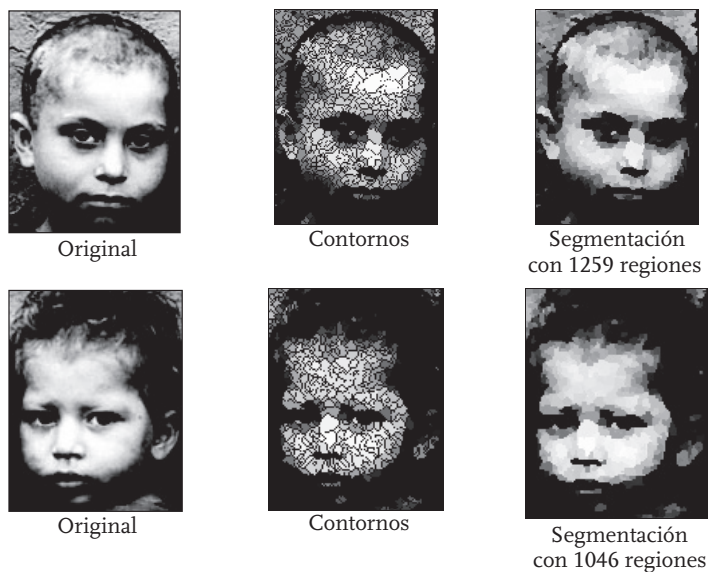 Original
Contornos
Segmentación
con 1259 regiones
Original
Contornos
Segmentación
con 1046 regiones